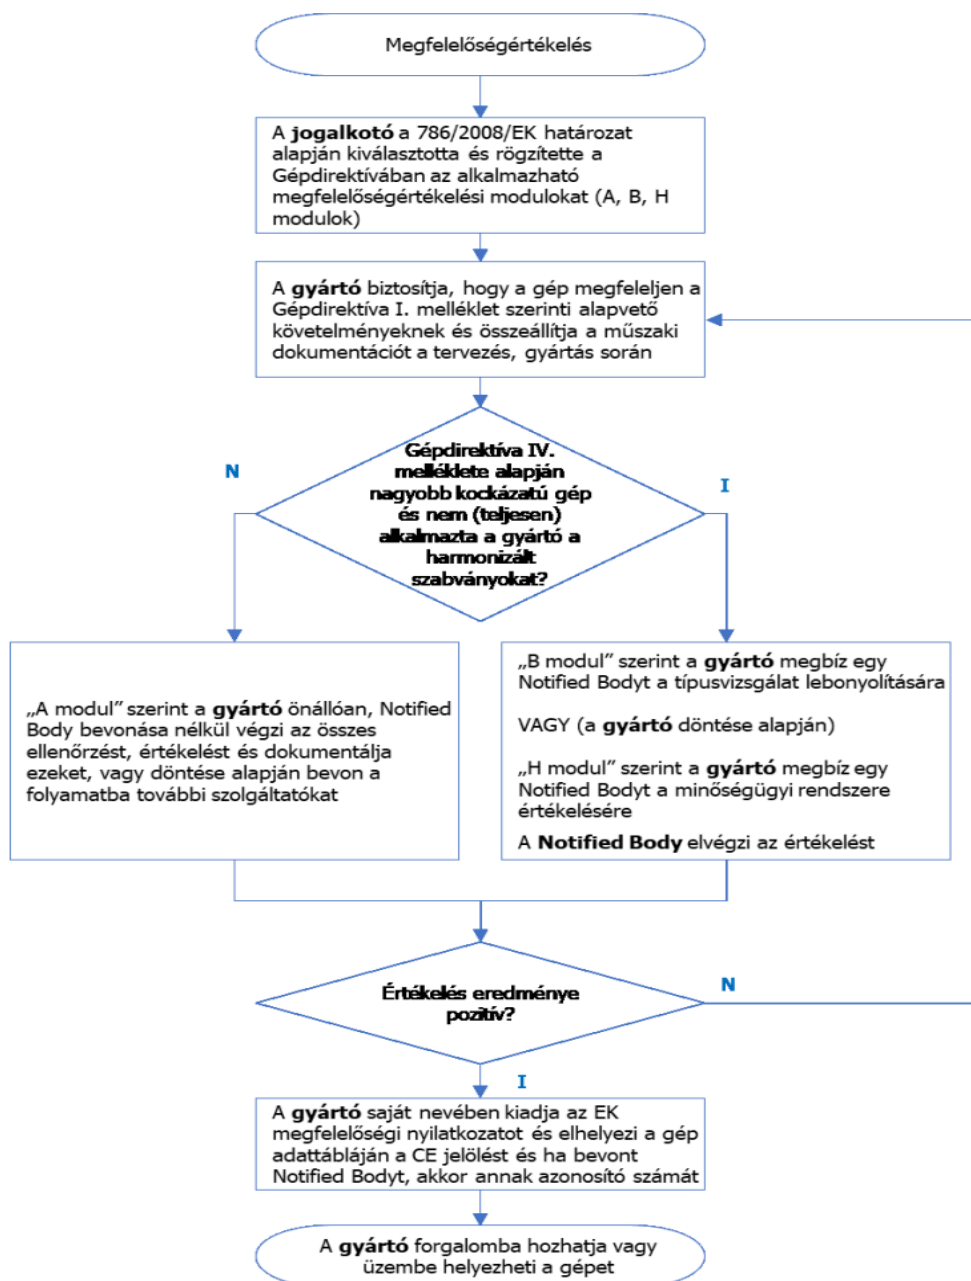 Megfelelőségértékelés
A jogalkotó a 786/2008/EK határozat
alapján kiválasztotta és rögzítette a
Gépdirektívában az alkalmazható
megfelelőségértékelési modulokat (A, B, H
modulok)
A gyártó biztosítja, hogy a gép megfeleljen a
Gépdirektíva I. melléklet szerinti alapvető
követelményeknek és összeállítja a műszaki
dokumentációt a tervezés, gyártás során
Gépdirektíva IV.
melléklete alapján
nagyobb kockázatú gép
és nem (teljesen)
alkalmazta a gyártó a
harmonizált
szabványokat?
N
I
„A modul” szerint a gyártó önállóan, Notified
Body bevonása nélkül végzi az összes
ellenőrzést, értékelést és dokumentálja
ezeket, vagy döntése alapján bevon a
folyamatba további szolgáltatókat
„B modul” szerint a gyártó megbíz egy
Notified Bodyt a típusvizsgálat lebonyolítására
VAGY (a gyártó döntése alapján)
„H modul” szerint a gyártó megbíz egy
Notified Bodyt a minőségügyi rendszere
értékelésére
A Notified Body elvégzi az értékelést
Értékelés eredménye
pozitív?
N
I
A gyártó saját nevében kiadja az EK
megfelelőségi nyilatkozatot és elhelyezi a gép
adattábláján a CE jelölést és ha bevont
Notified Bodyt, akkor annak azonosító számát
A gyártó forgalomba hozhatja vagy
üzembe helyezheti a gépet